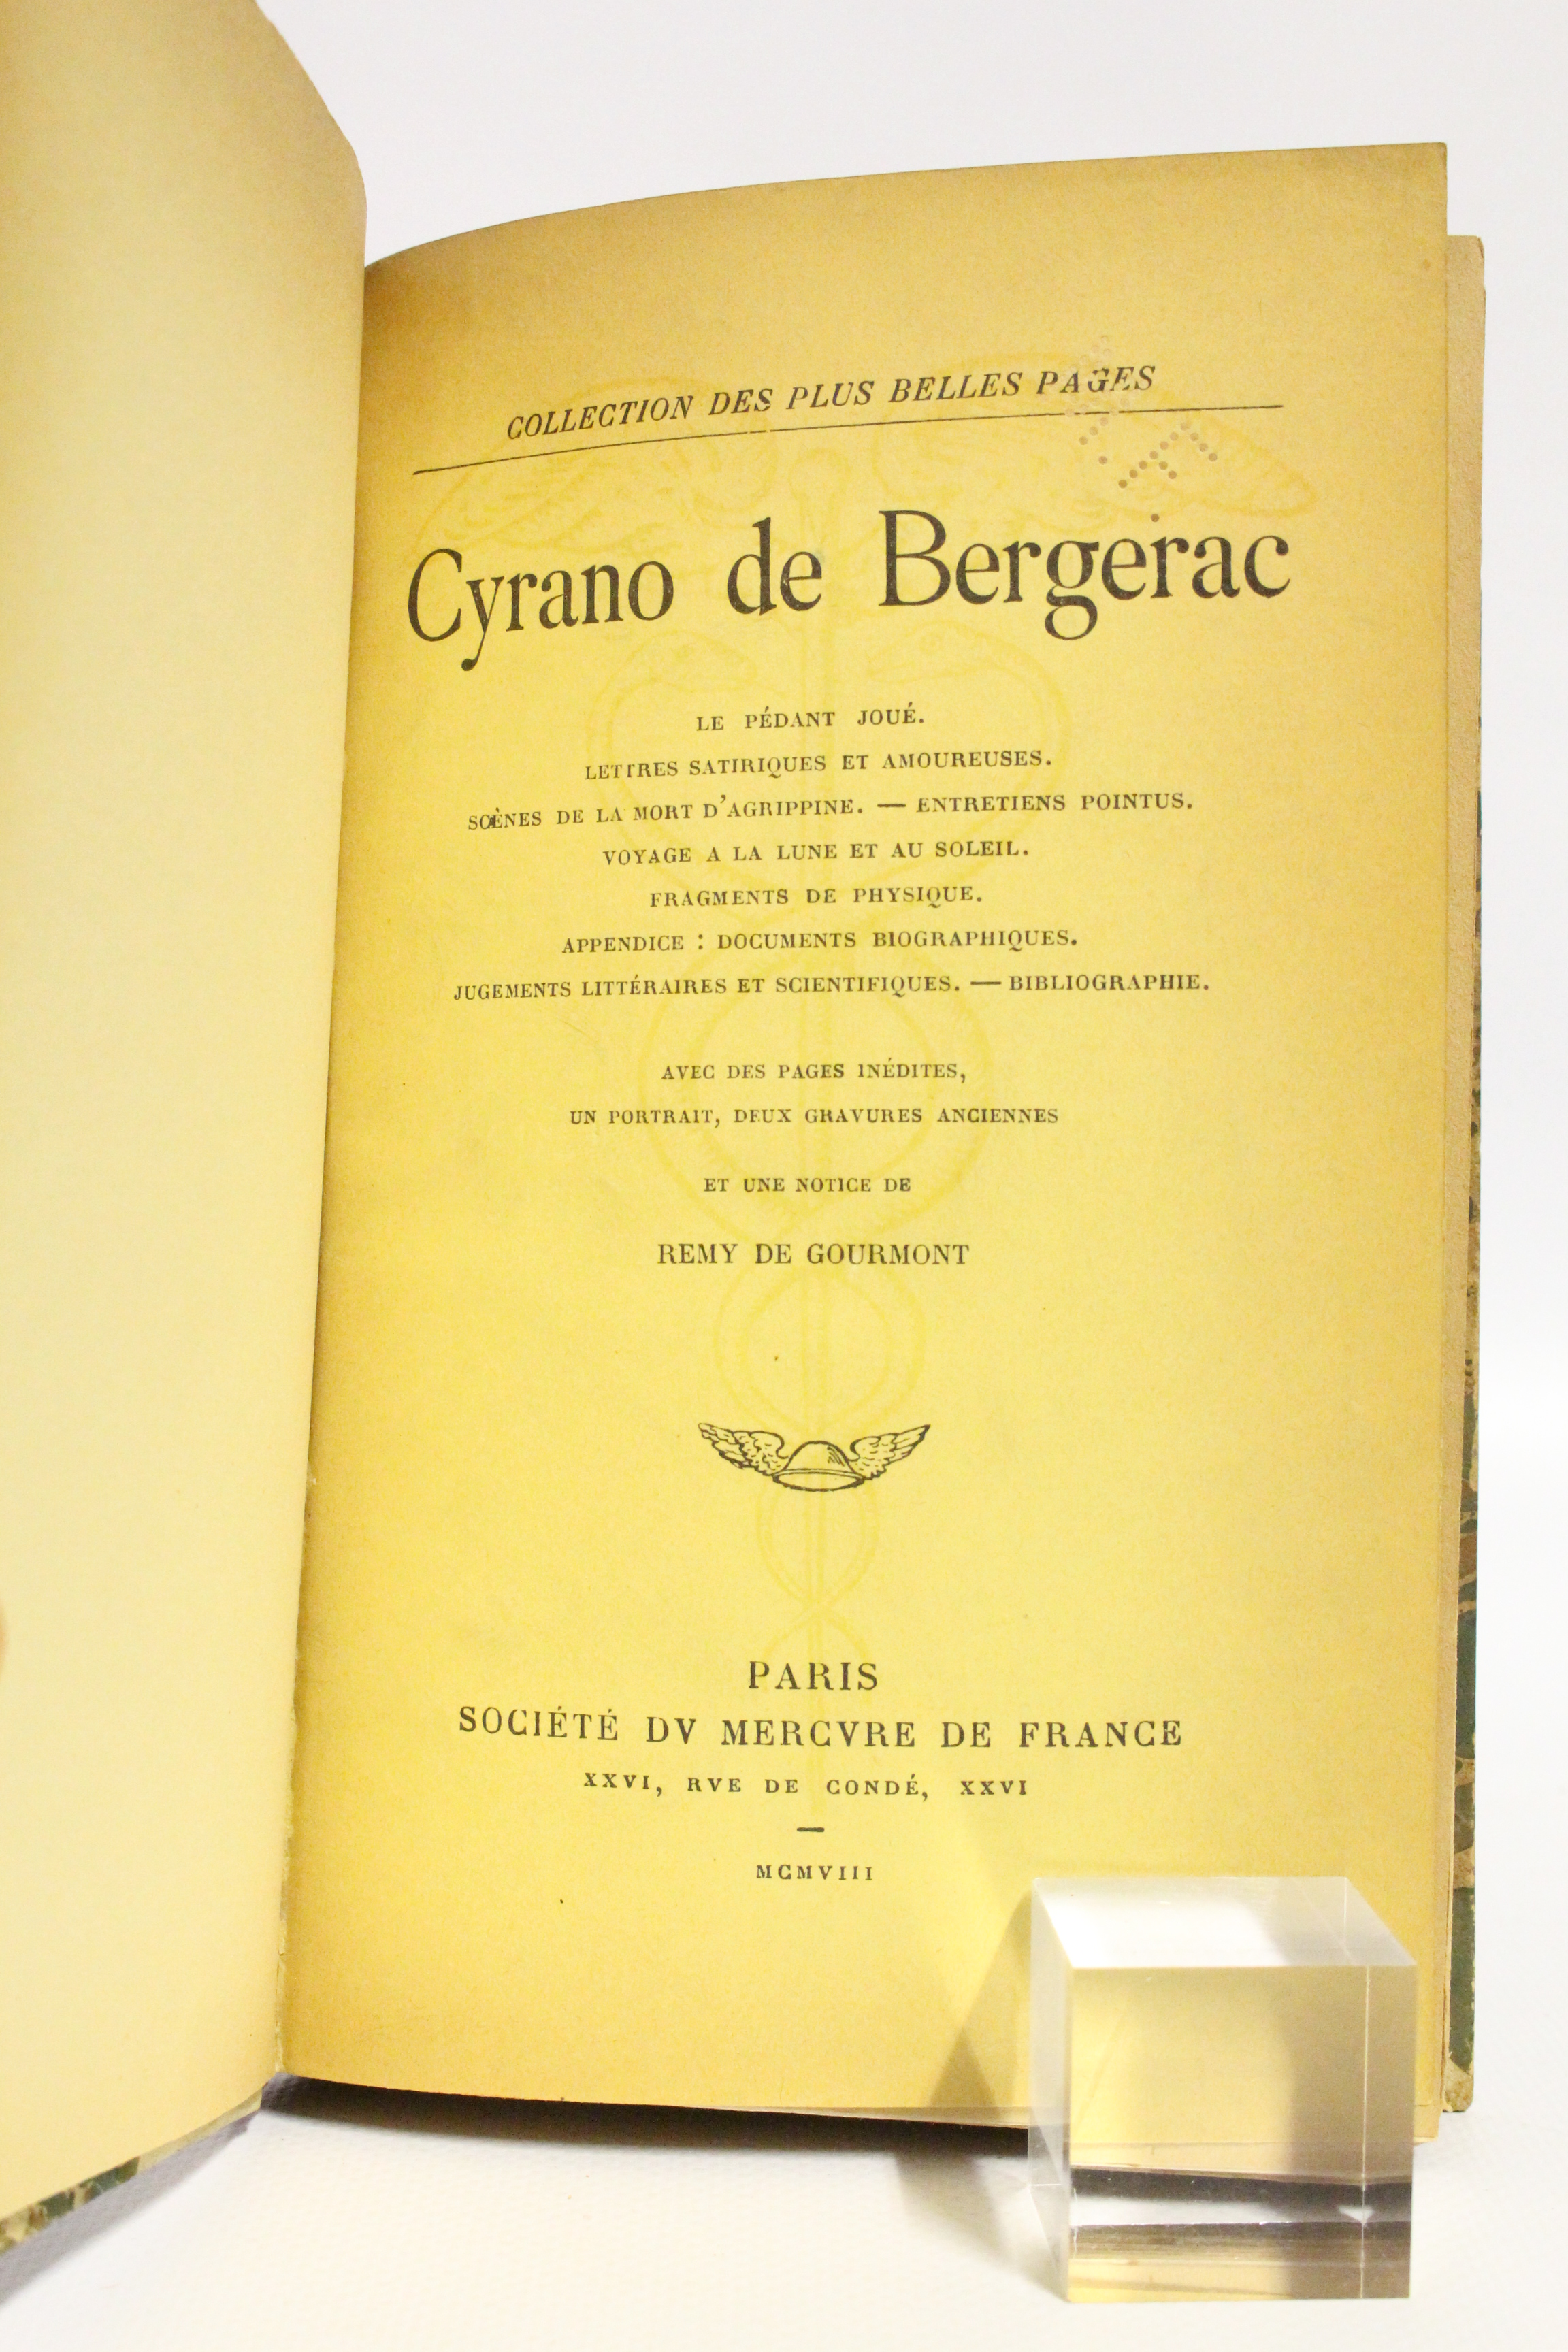 COLLECTION DES PLUS BELLES PAGES
Cyrano de Bergerac
LE PÉDANT JOUÉ.
LETTRES SATIRIQUES ET AMOUREUSES.
SCÈNES DE LA MORT D'AGRIPPINE. — ENTRETIENS POINTUS.
VOYAGE A LA LUNE ET AU SOLEIL.
FRAGMENTS DE PHYSIQUE.
APPENDICE : DOCUMENTS BIOGRAPHIQUES.
JUGEMENTS LITTÉRAIRES ET SCIENTIFIQUES. — BIBLIOGRAPHIE.
AVEC DES PAGES INÉDITES,
UN PORTRAIT, DEUX GRAVURES ANCIENNES
ET UNE NOTICE DE
REMY DE GOURMONT
PARIS
SOCIÉTÉ DV MERCVRE DE FRANCE
XXVI, RVE DE CONDÉ, XXVI
—
MCMVIII